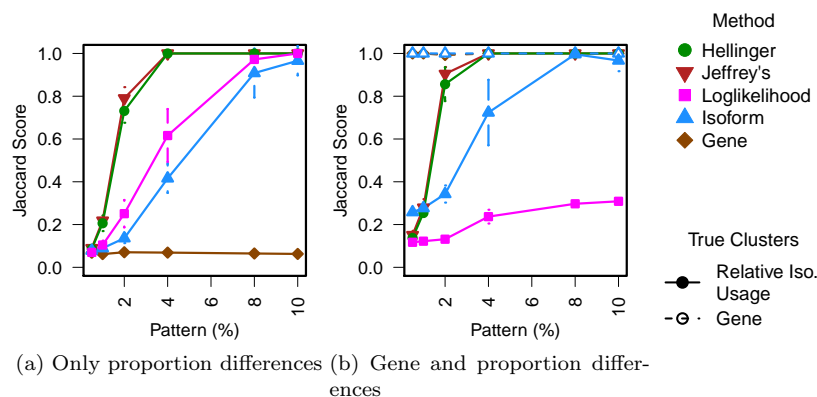 Method
Hellinger
Jeffrey's
Loglikelihood
Isoform
Gene
True Clusters
Relative Iso.
Usage
Gene
Jaccard Score
1.0
0.8
0.6
0.4
0.2
0.0
2
4
6
8
10
Pattern (%)
(a) Only proportion differences
Jaccard Score
1.0
0.8
0.6
0.4
0.2
0.0
2
4
6
8
10
Pattern (%)
(b) Gene and proportion differ-
ences